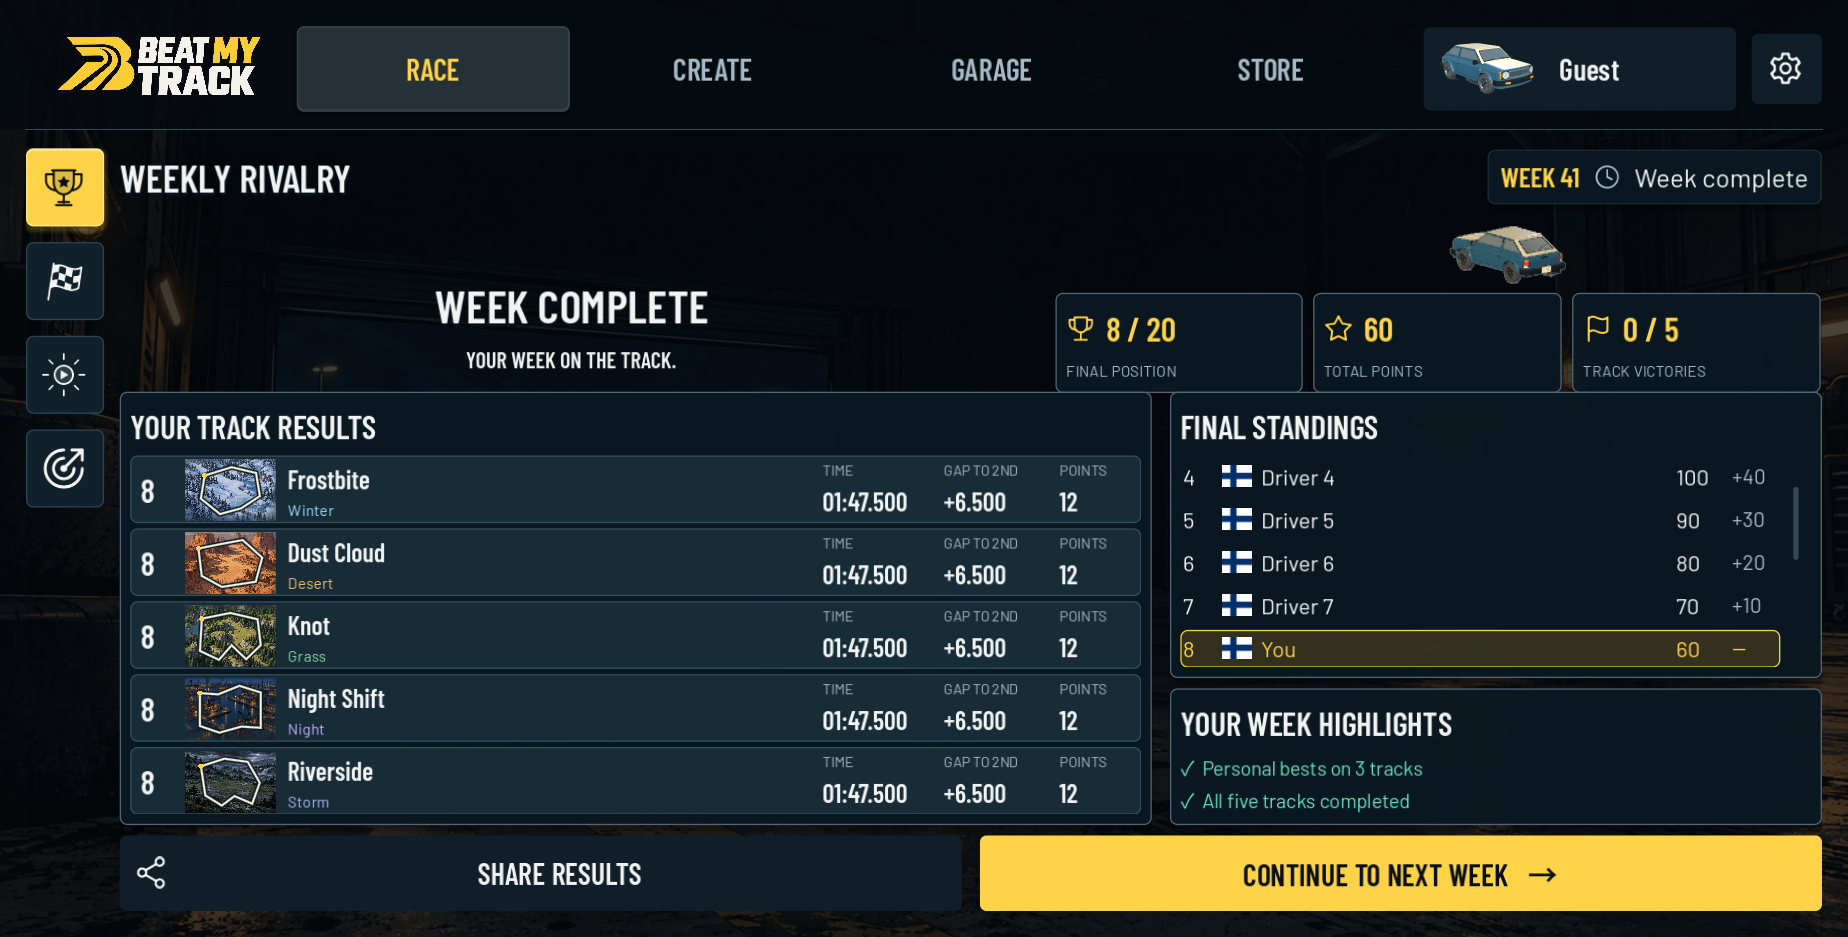 BEAT MY TRACK
RACE
CREATE
GARAGE
STORE
Guest
WEEKLY RIVALRY
WEEK 41 Week complete
WEEK COMPLETE
YOUR WEEK ON THE TRACK.
8 / 20
FINAL POSITION
60
TOTAL POINTS
0 / 5
TRACK VICTORIES
YOUR TRACK RESULTS
8 Frostbite Winter TIME 01:47.500 GAP TO 2ND +6.500 POINTS 12
8 Dust Cloud Desert TIME 01:47.500 GAP TO 2ND +6.500 POINTS 12
8 Knot Grass TIME 01:47.500 GAP TO 2ND +6.500 POINTS 12
8 Night Shift Night TIME 01:47.500 GAP TO 2ND +6.500 POINTS 12
8 Riverside Storm TIME 01:47.500 GAP TO 2ND +6.500 POINTS 12
FINAL STANDINGS
4 Driver 4 100 +40
5 Driver 5 90 +30
6 Driver 6 80 +20
7 Driver 7 70 +10
8 You 60 –
YOUR WEEK HIGHLIGHTS
✓ Personal bests on 3 tracks
✓ All five tracks completed
SHARE RESULTS
CONTINUE TO NEXT WEEK →